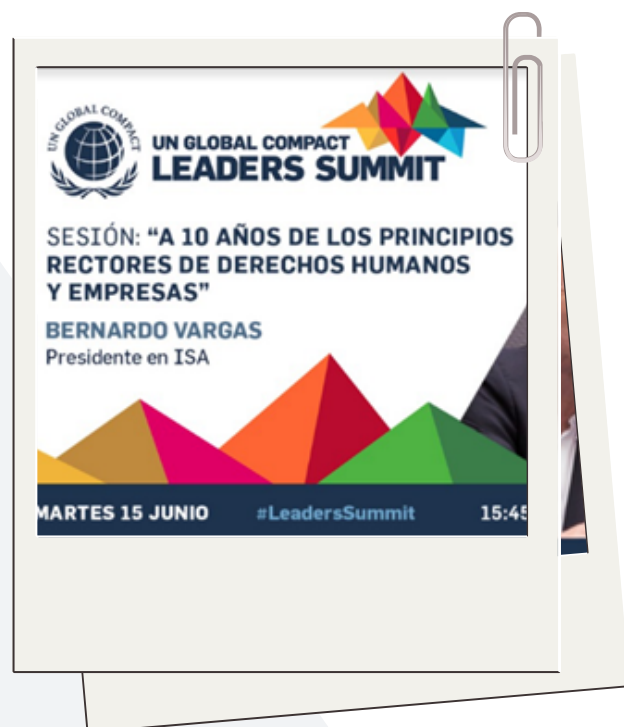 UN GLOBAL COMPACT
UN GLOBAL COMPACT
LEADERS SUMMIT
SESIÓN: “A 10 AÑOS DE LOS PRINCIPIOS
RECTORES DE DERECHOS HUMANOS
Y EMPRESAS”
BERNARDO VARGAS
Presidente en ISA
MARTES 15 JUNIO #LeadersSummit 15:45